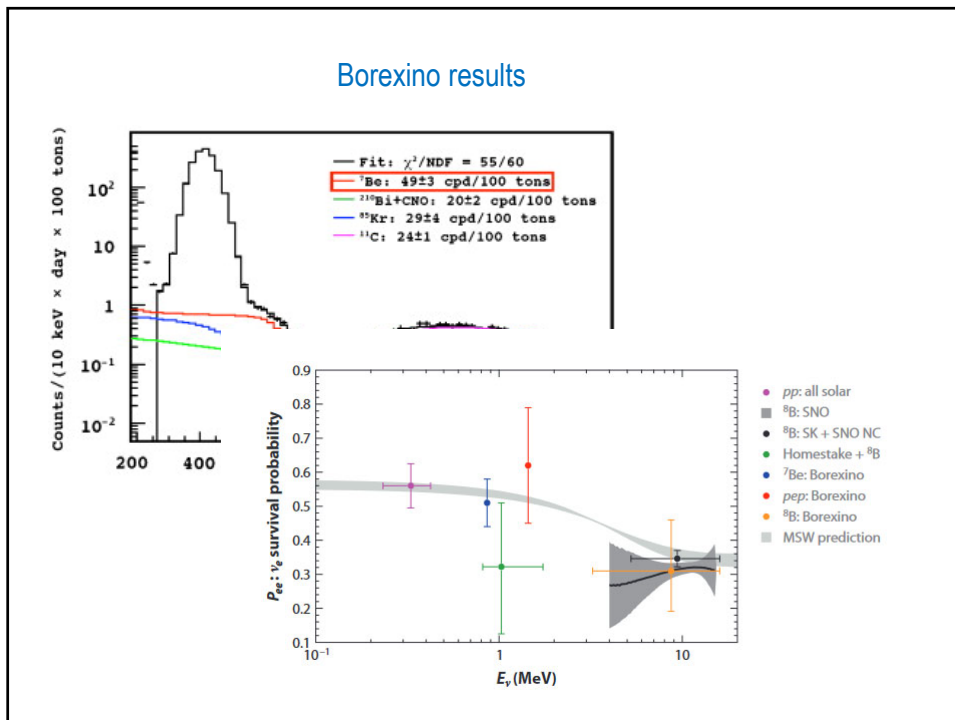 Borexino results
Counts/(10 keV × day × 100 tons)
10²
10
1
10⁻¹
10⁻²
200 400
Fit: χ²/NDF = 55/60
⁷Be: 49±3 cpd/100 tons
²¹⁰Bi+CNO: 20±2 cpd/100 tons
⁸⁵Kr: 29±4 cpd/100 tons
¹¹C: 24±1 cpd/100 tons
P_ee: ν_e survival probability
0.9
0.8
0.7
0.6
0.5
0.4
0.3
0.2
0.1
10⁻¹ 1 10
E_ν (MeV)
pp: all solar
⁸B: SNO
⁸B: SK + SNO NC
Homestake + ⁸B
⁷Be: Borexino
pep: Borexino
⁸B: Borexino
MSW prediction